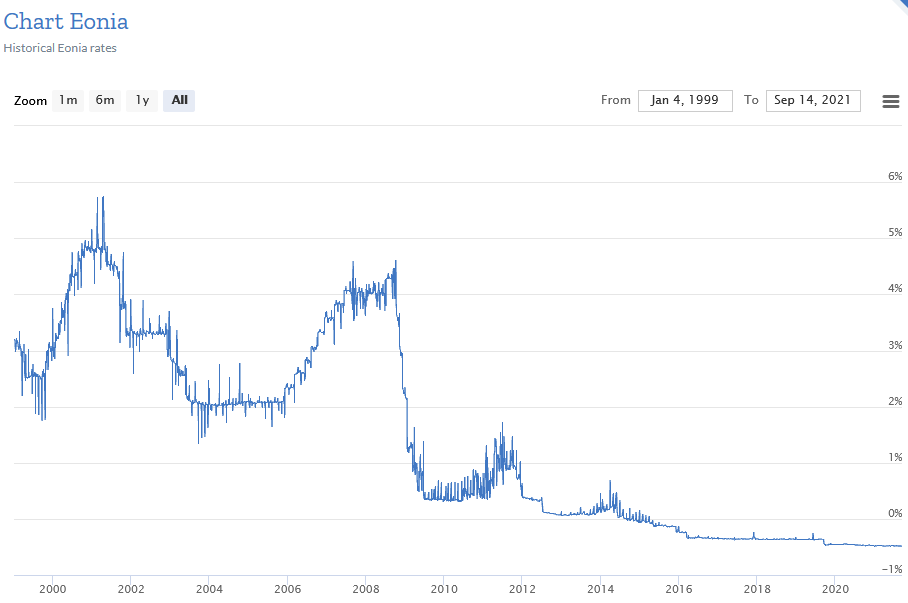 Chart Eonia
Historical Eonia rates
Zoom 1m 6m 1y All From Jan 4, 1999 To Sep 14, 2021
6%
5%
4%
3%
2%
1%
0%
−1%
2000 2002 2004 2006 2008 2010 2012 2014 2016 2018 2020